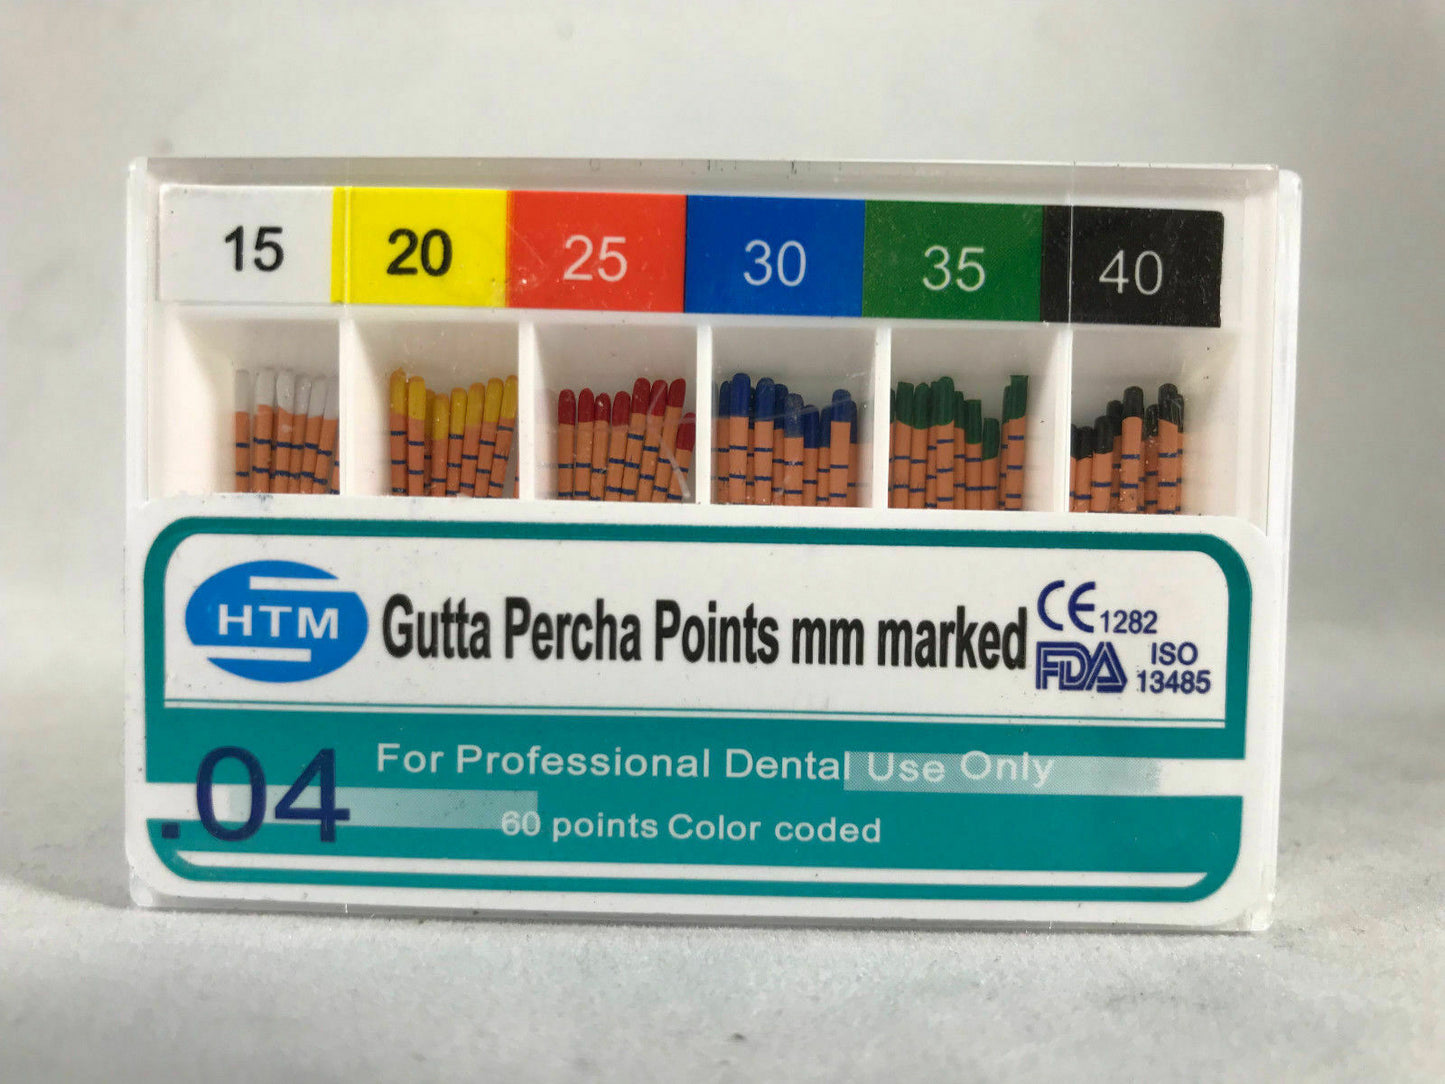 15 20 25 30 35 40
HTM
Gutta Percha Points mm marked
CE 1282
FDA
ISO
13485
.04
For Professional Dental Use Only
60 points Color coded